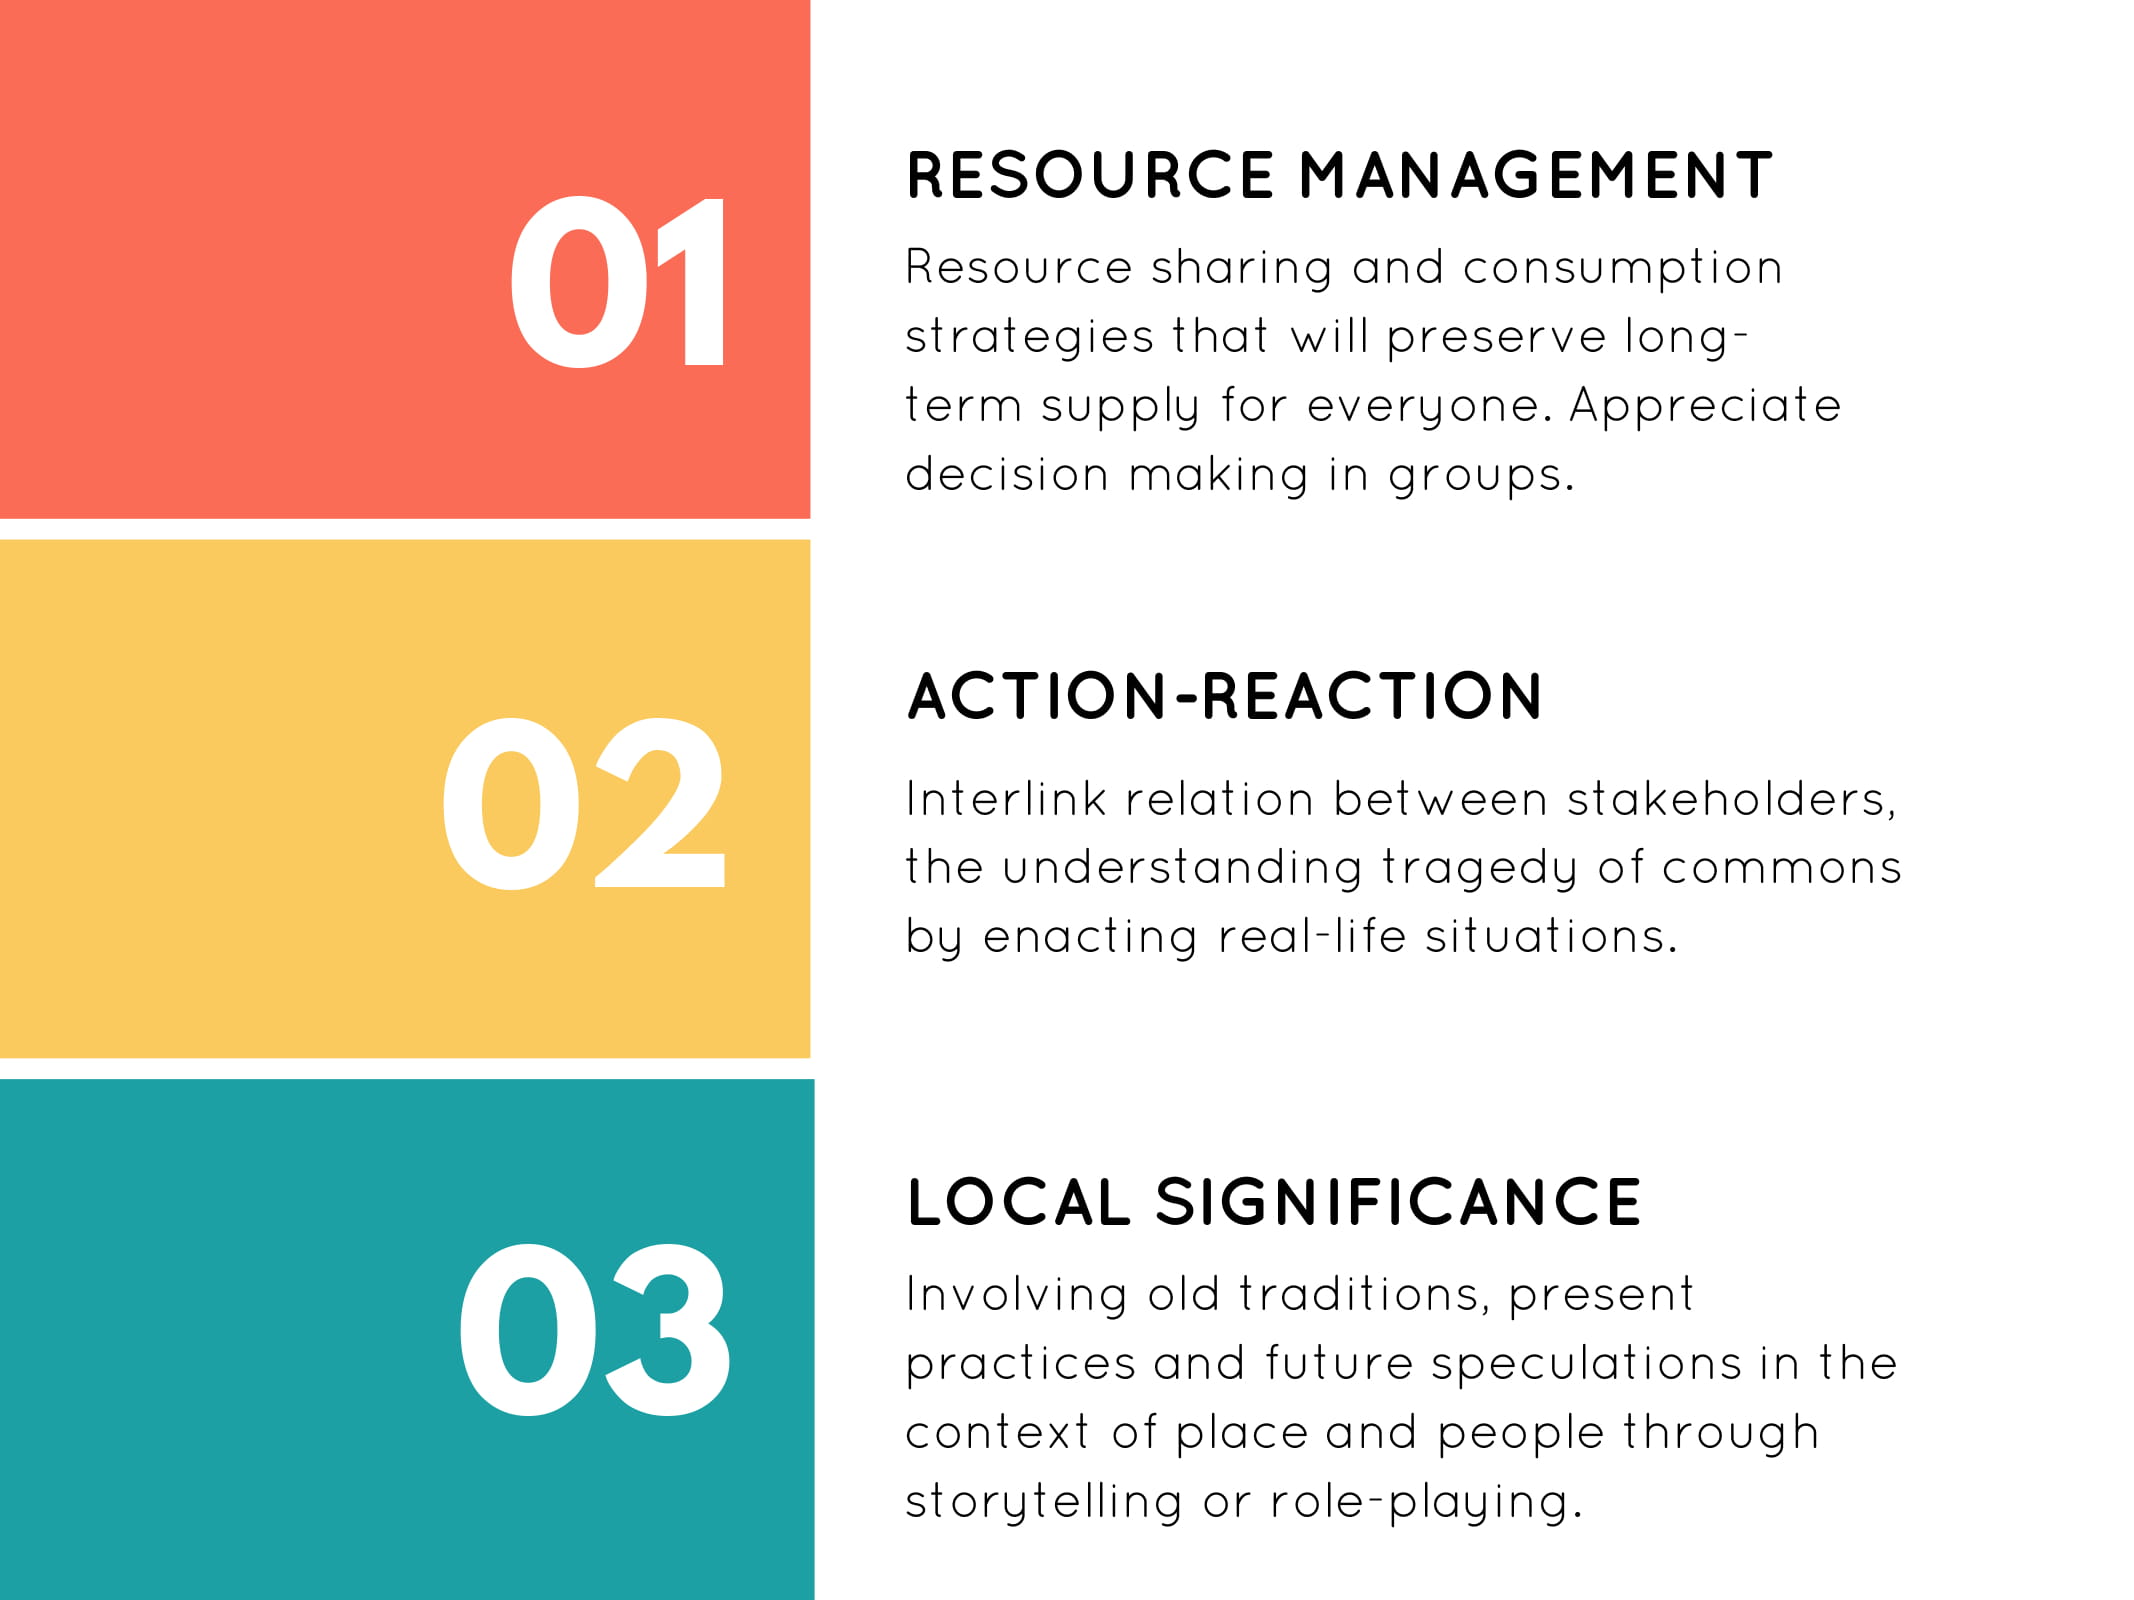 01
RESOURCE MANAGEMENT
Resource sharing and consumption
strategies that will preserve long-
term supply for everyone. Appreciate
decision making in groups.
02
ACTION-REACTION
Interlink relation between stakeholders,
the understanding tragedy of commons
by enacting real-life situations.
03
LOCAL SIGNIFICANCE
Involving old traditions, present
practices and future speculations in the
context of place and people through
storytelling or role-playing.